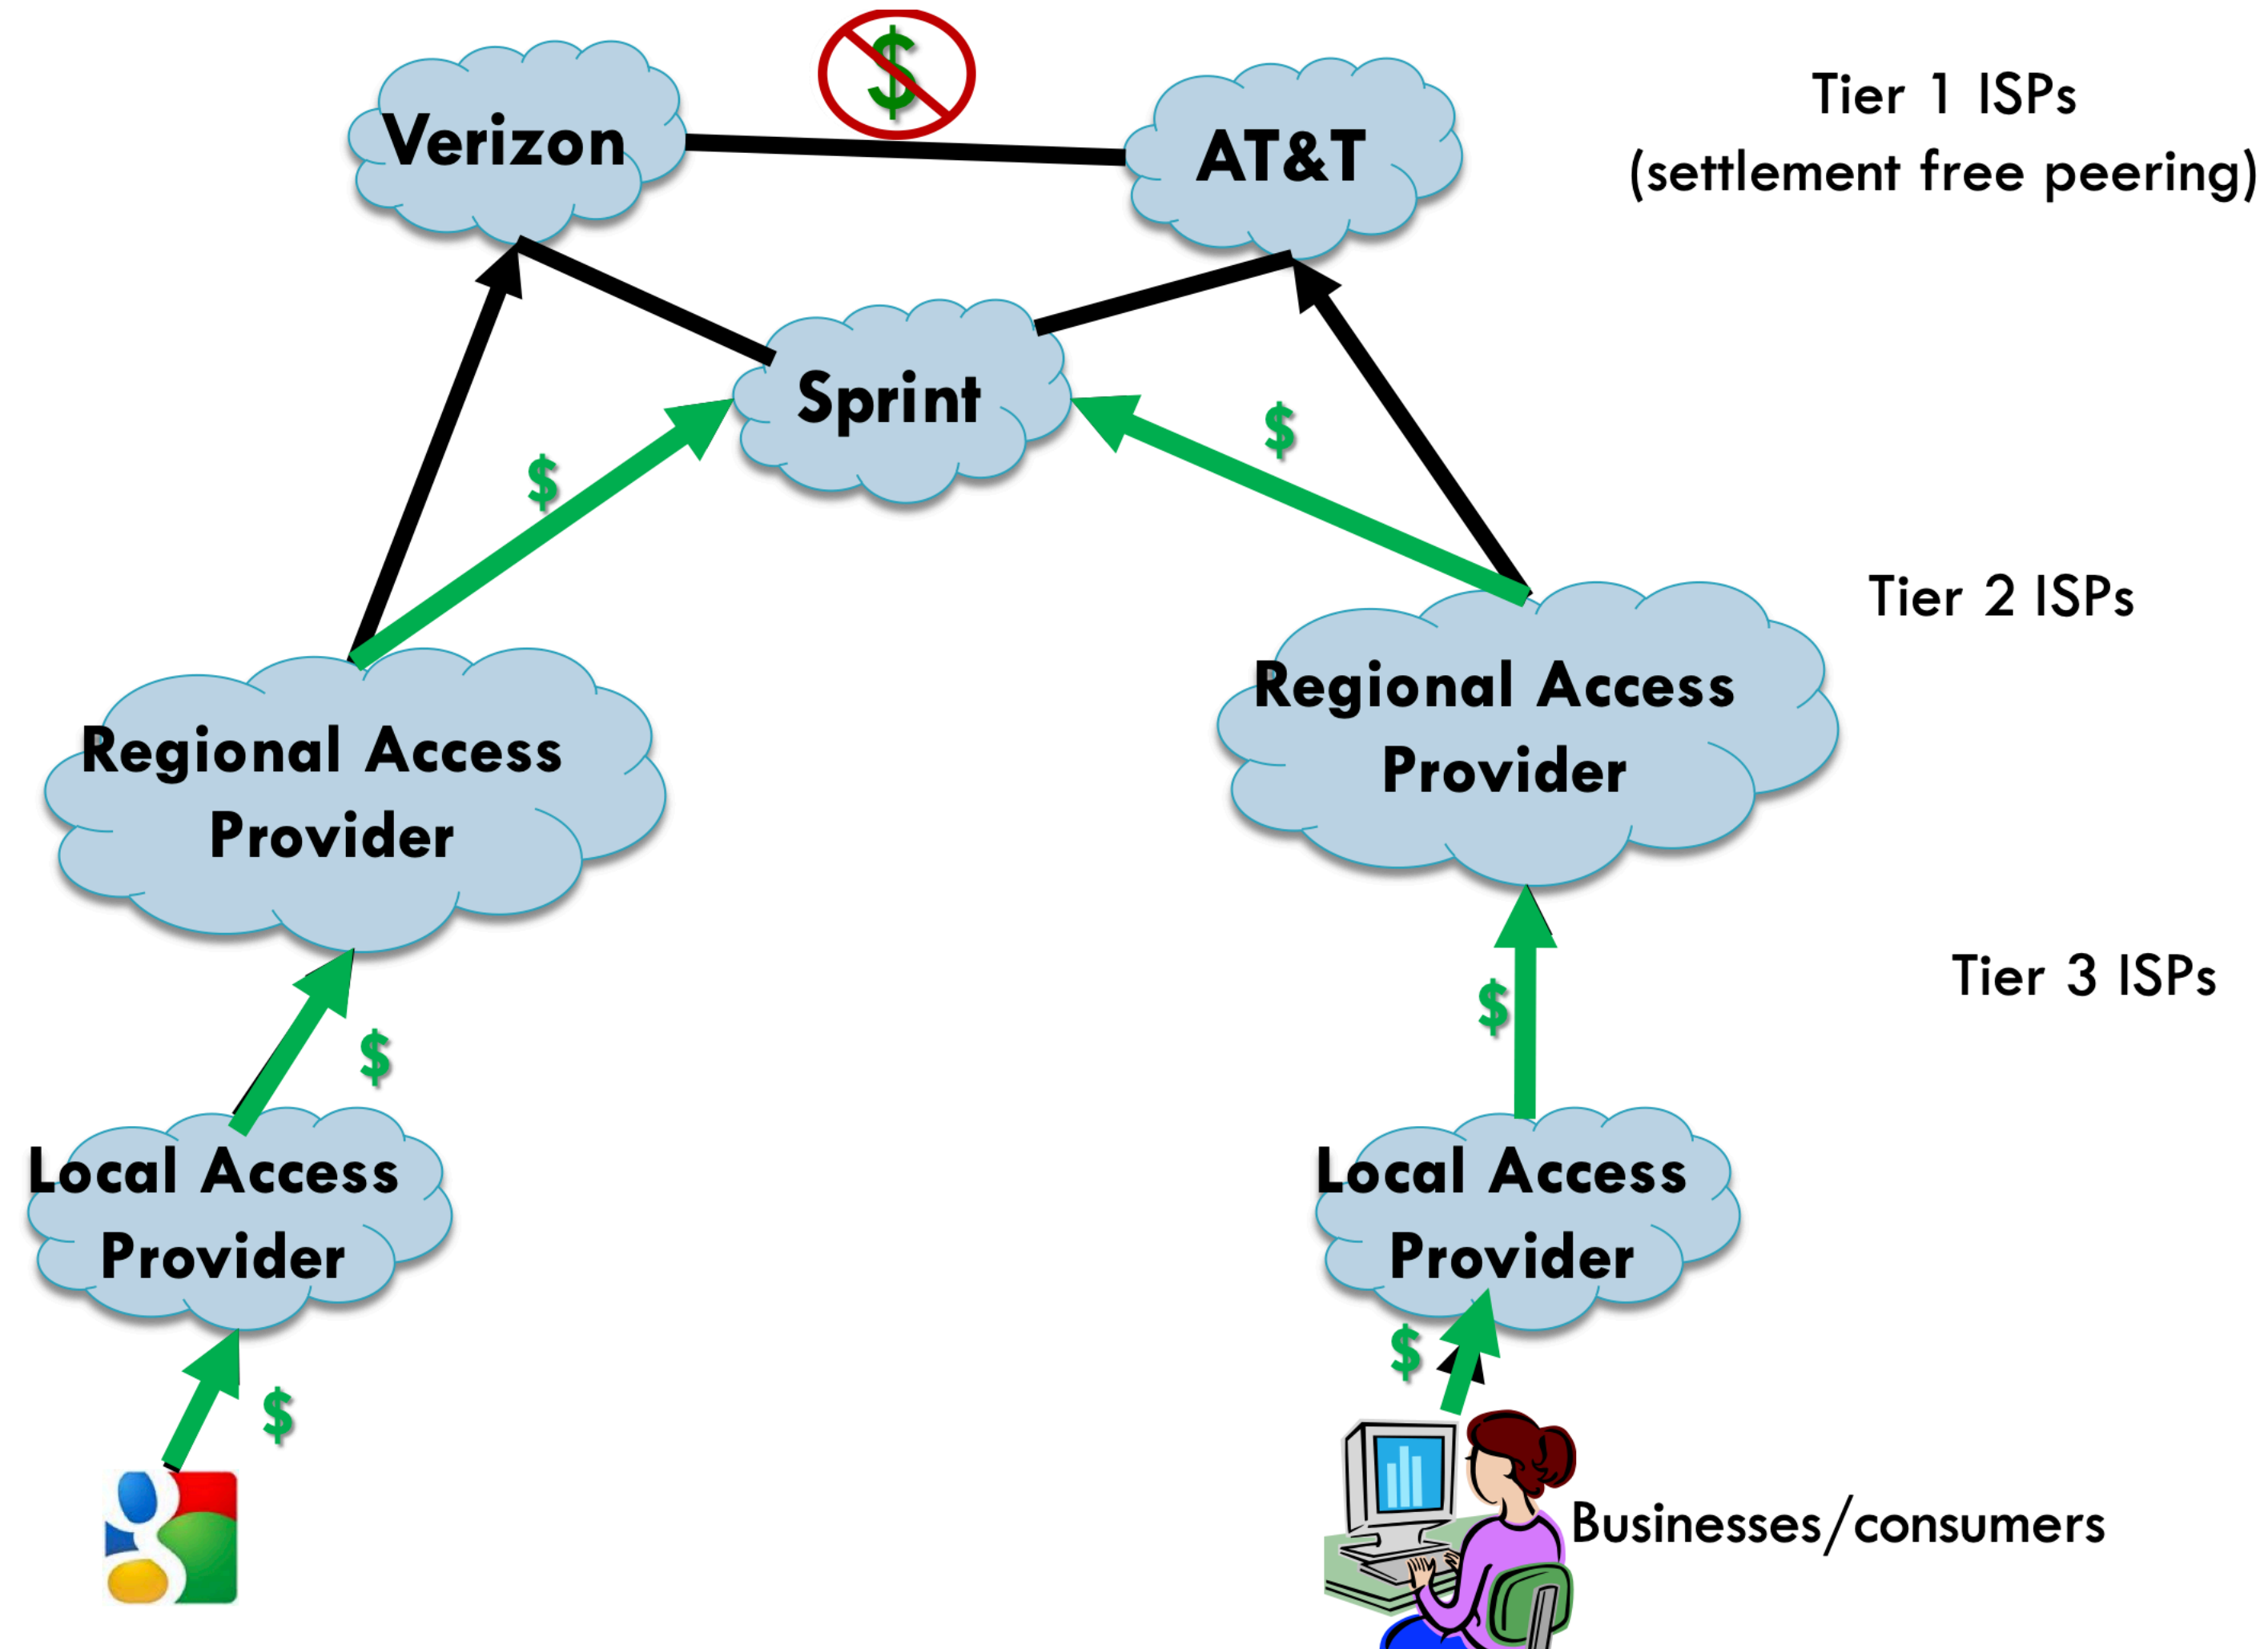 $
Verizon
AT&T
Tier 1 ISPs
(settlement free peering)
Sprint
$
$
Tier 2 ISPs
Regional Access
Provider
Regional Access
Provider
Tier 3 ISPs
$
$
Local Access
Provider
Local Access
Provider
$
$
Businesses/consumers